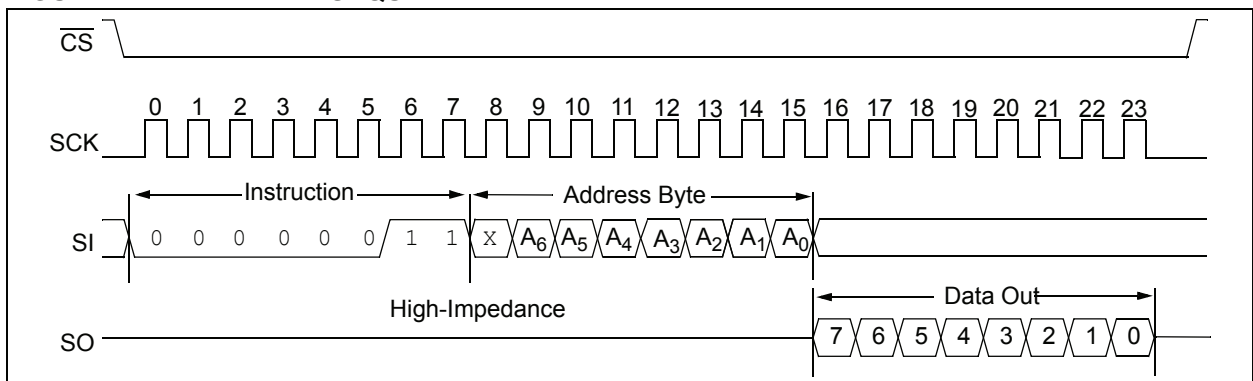 CS
0 1 2 3 4 5 6 7 8 9 10 11 12 13 14 15 16 17 18 19 20 21 22 23
SCK
Instruction Address Byte
SI 0 0 0 0 0 0 1 1 X A6 A5 A4 A3 A2 A1 A0
High-Impedance Data Out
SO 7 6 5 4 3 2 1 0